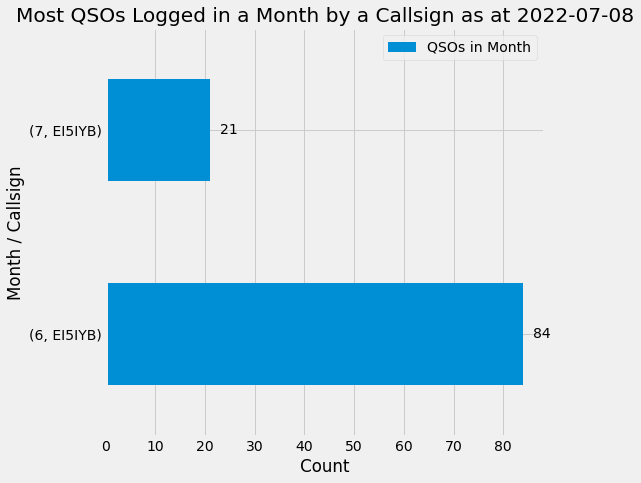 Most QSOs Logged in a Month by a Callsign as at 2022-07-08
QSOs in Month
(7, EI5IYB)
21
Month / Callsign
(6, EI5IYB)
84
0 10 20 30 40 50 60 70 80
Count